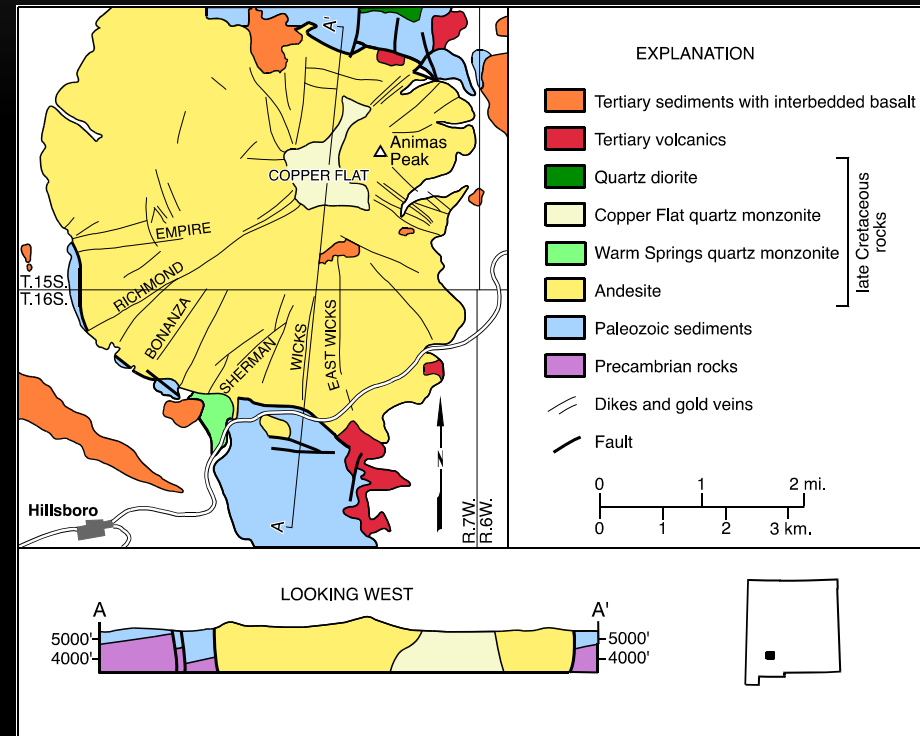 A'
Animas
Peak
COPPER FLAT
EMPIRE
T.15S.
T.16S.
RICHMOND
BONANZA
SHERMAN
WICKS
EAST WICKS
N
Hillsboro
A
R.7W.
R.6W.
EXPLANATION
Tertiary sediments with interbedded basalt
Tertiary volcanics
Quartz diorite
Copper Flat quartz monzonite
Warm Springs quartz monzonite
Andesite
late Cretaceous
rocks
Paleozoic sediments
Precambrian rocks
Dikes and gold veins
Fault
0 1 2 mi.
0 1 2 3 km.
LOOKING WEST
A A'
5000' 5000'
4000' 4000'